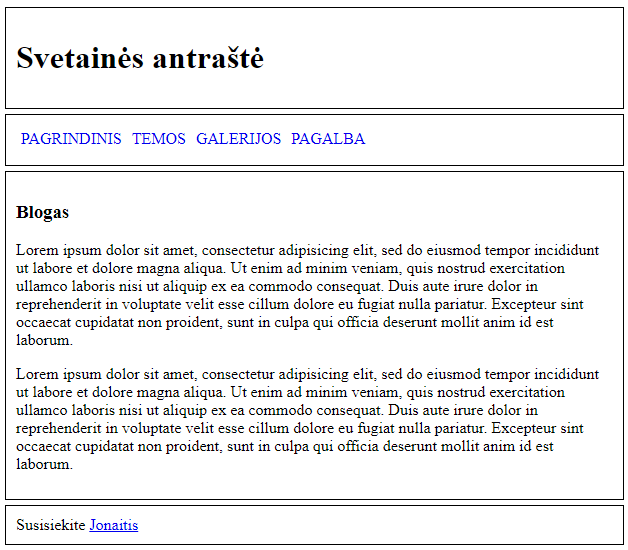 Svetainės antraštė
PAGRINDINIS TEMOS GALERIJOS PAGALBA
Blogas
Lorem ipsum dolor sit amet, consectetur adipisicing elit, sed do eiusmod tempor incididunt
ut labore et dolore magna aliqua. Ut enim ad minim veniam, quis nostrud exercitation
ullamco laboris nisi ut aliquip ex ea commodo consequat. Duis aute irure dolor in
reprehenderit in voluptate velit esse cillum dolore eu fugiat nulla pariatur. Excepteur sint
occaecat cupidatat non proident, sunt in culpa qui officia deserunt mollit anim id est
laborum.
Lorem ipsum dolor sit amet, consectetur adipisicing elit, sed do eiusmod tempor incididunt
ut labore et dolore magna aliqua. Ut enim ad minim veniam, quis nostrud exercitation
ullamco laboris nisi ut aliquip ex ea commodo consequat. Duis aute irure dolor in
reprehenderit in voluptate velit esse cillum dolore eu fugiat nulla pariatur. Excepteur sint
occaecat cupidatat non proident, sunt in culpa qui officia deserunt mollit anim id est
laborum.
Susisiekite Jonaitis